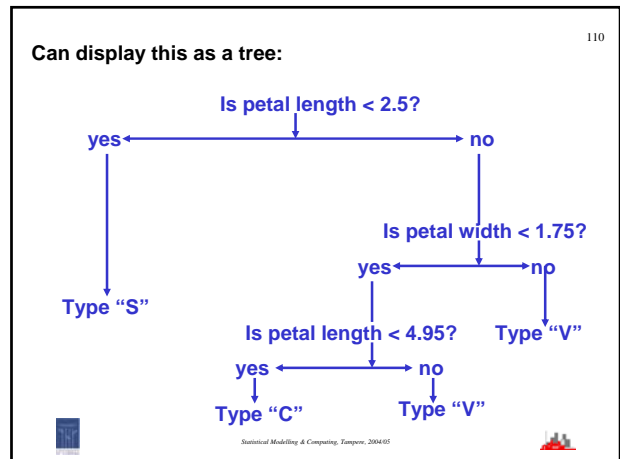 110
Can display this as a tree:
Is petal length < 2.5?
yes no
Is petal width < 1.75?
yes no
Type “S”
Is petal length < 4.95?
Type “V”
yes no
Type “C” Type “V”
Statistical Modelling & Computing, Tampere, 2004/05